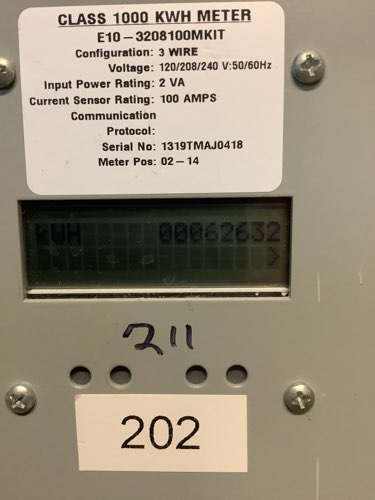 CLASS 1000 KWH METER
E10-3208100MKIT
Configuration: 3 WIRE
Voltage: 120/208/240 V:50/60Hz
Input Power Rating: 2 VA
Current Sensor Rating: 100 AMPS
Communication
Protocol:
Serial No: 1319TMAJ0418
Meter Pos: 02-14
kWH 00062632
>
211
202